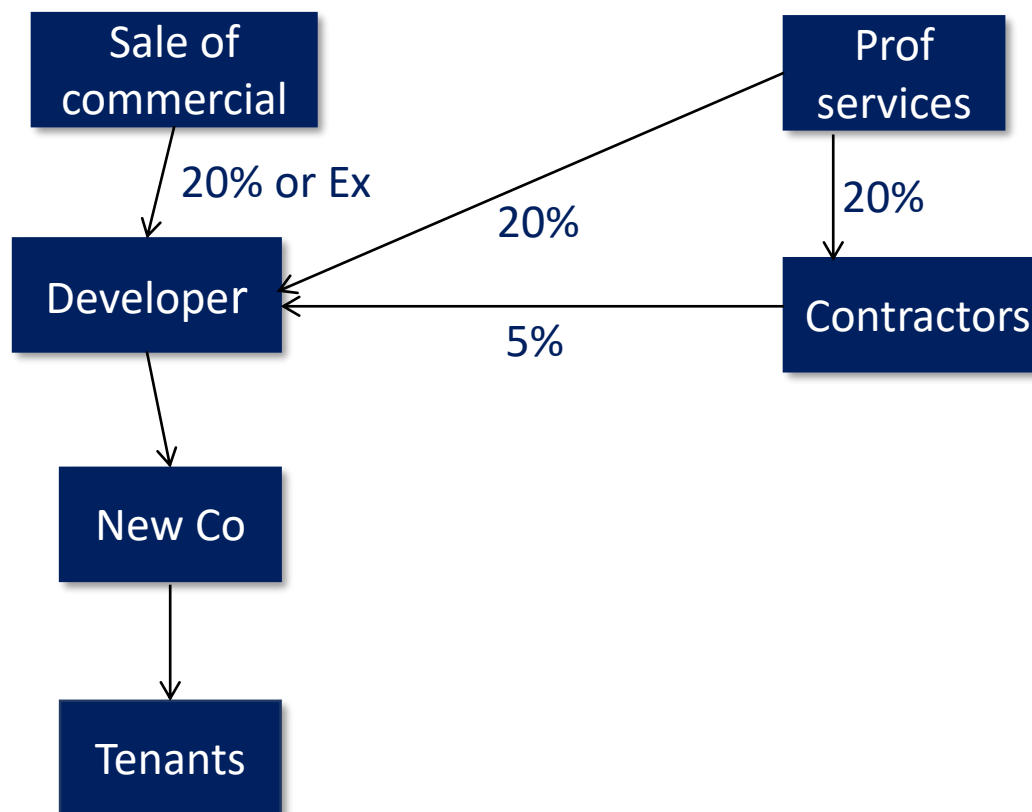 Sale of
commercial
Prof
services
20% or Ex
20%
20%
Developer
Contractors
5%
New Co
Tenants